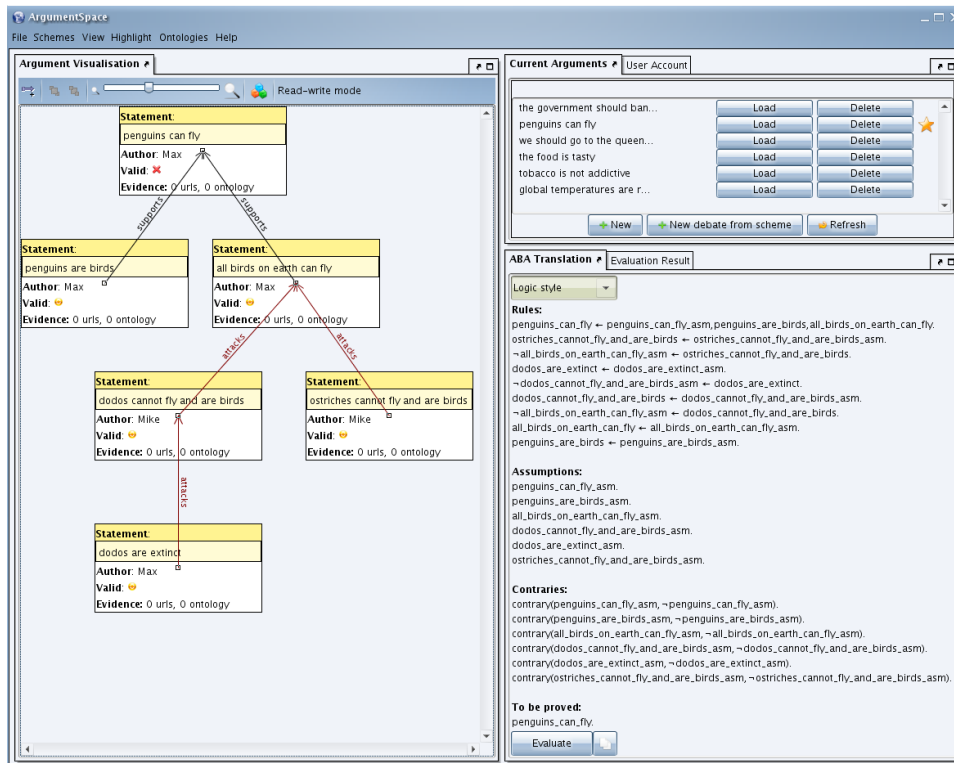 ArgumentSpace
File Schemes View Highlight Ontologies Help
Argument Visualisation
Read-write mode
Statement:
penguins can fly
Author: Max
Valid:
Evidence: 0 urls, 0 ontology
supports
supports
Statement:
penguins are birds
Author: Max
Valid:
Evidence: 0 urls, 0 ontology
Statement:
all birds on earth can fly
Author: Max
Valid:
Evidence: 0 urls, 0 ontology
attacks
attacks
Statement:
dodos cannot fly and are birds
Author: Mike
Valid:
Evidence: 0 urls, 0 ontology
Statement:
ostriches cannot fly and are birds
Author: Mike
Valid:
Evidence: 0 urls, 0 ontology
attacks
Statement:
dodos are extinct
Author: Max
Valid:
Evidence: 0 urls, 0 ontology
Current Arguments User Account
the government should ban... Load Delete
penguins can fly Load Delete
we should go to the queen... Load Delete
the food is tasty Load Delete
tobacco is not addictive Load Delete
global temperatures are r... Load Delete
New New debate from scheme Refresh
ABA Translation Evaluation Result
Logic style
Rules:
penguins_can_fly ← penguins_can_fly_asm,penguins_are_birds,all_birds_on_earth_can_fly.
ostriches_cannot_fly_and_are_birds ← ostriches_cannot_fly_and_are_birds_asm.
¬all_birds_on_earth_can_fly_asm ← ostriches_cannot_fly_and_are_birds.
dodos_are_extinct ← dodos_are_extinct_asm.
¬dodos_cannot_fly_and_are_birds_asm ← dodos_are_extinct.
dodos_cannot_fly_and_are_birds ← dodos_cannot_fly_and_are_birds_asm.
¬all_birds_on_earth_can_fly_asm ← dodos_cannot_fly_and_are_birds.
all_birds_on_earth_can_fly ← all_birds_on_earth_can_fly_asm.
penguins_are_birds ← penguins_are_birds_asm.
Assumptions:
penguins_can_fly_asm.
penguins_are_birds_asm.
all_birds_on_earth_can_fly_asm.
dodos_cannot_fly_and_are_birds_asm.
dodos_are_extinct_asm.
ostriches_cannot_fly_and_are_birds_asm.
Contraries:
contrary(penguins_can_fly_asm,¬penguins_can_fly_asm).
contrary(penguins_are_birds_asm,¬penguins_are_birds_asm).
contrary(all_birds_on_earth_can_fly_asm,¬all_birds_on_earth_can_fly_asm).
contrary(dodos_cannot_fly_and_are_birds_asm,¬dodos_cannot_fly_and_are_birds_asm).
contrary(dodos_are_extinct_asm,¬dodos_are_extinct_asm).
contrary(ostriches_cannot_fly_and_are_birds_asm,¬ostriches_cannot_fly_and_are_birds_asm).
To be proved:
penguins_can_fly.
Evaluate